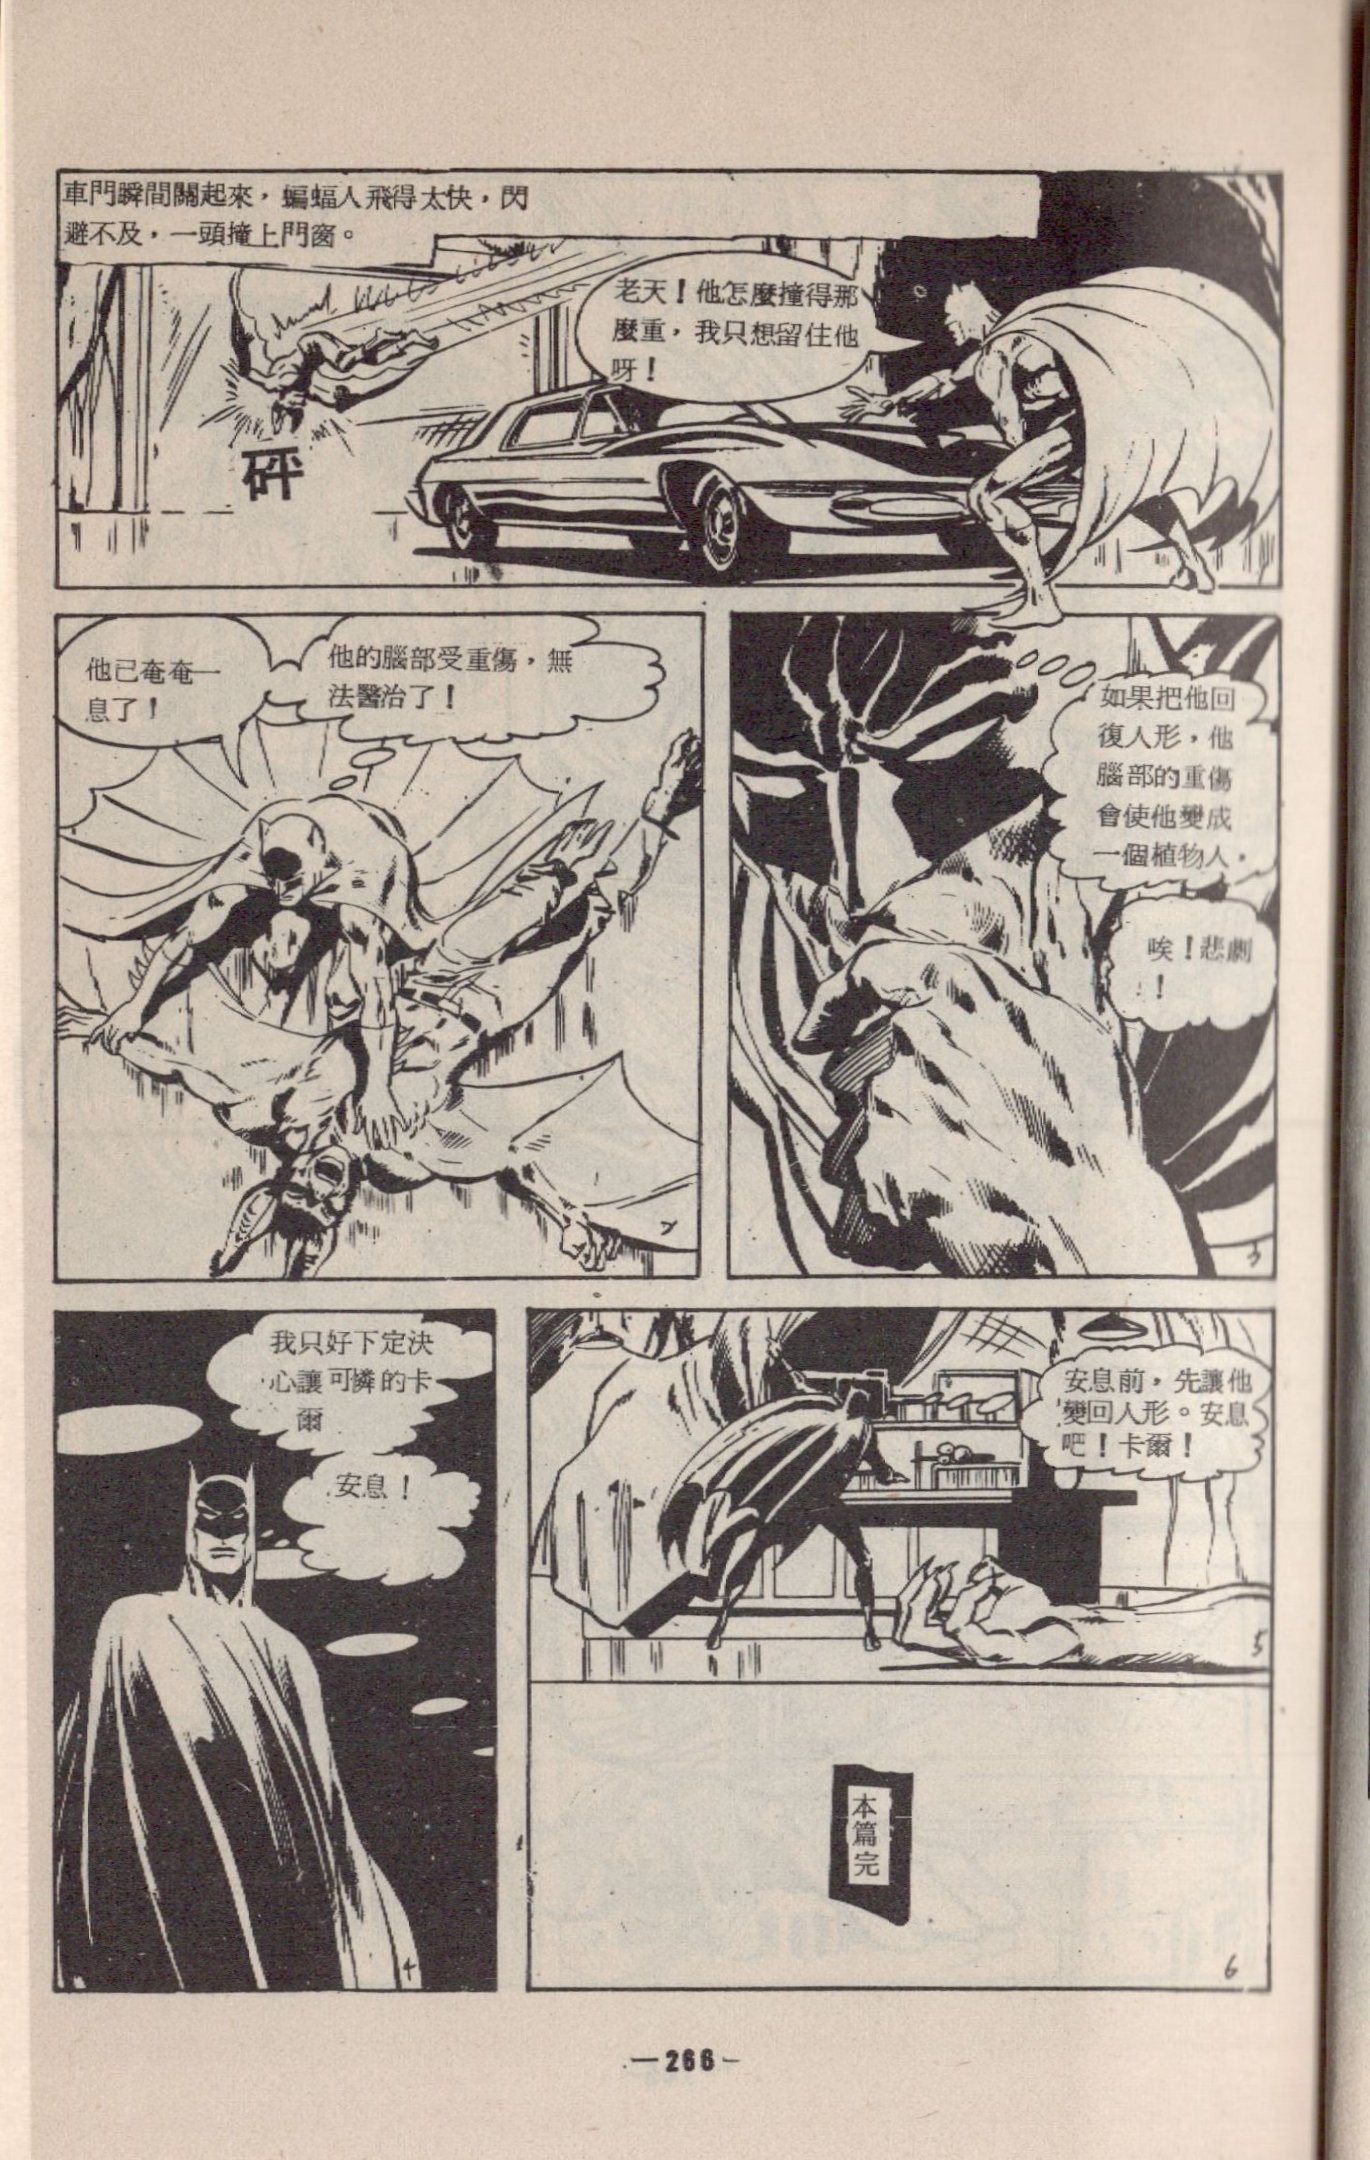 車門瞬間關起來，蝙蝠人飛得太快，閃
避不及，一頭撞上門窗。
老天！他怎麼撞得那
麼重，我只想留住他
呀！
砰
他已奄奄一
息了！
他的腦部受重傷，無
法醫治了！
2
如果把他回
復人形，他
腦部的重傷
會使他變成
一個植物人，
唉！悲劇
！
3
我只好下定決
心讓可憐的卡
爾
安息！
4
安息前，先讓他
變回人形。安息
吧！卡爾！
5
本篇完
6
—266—